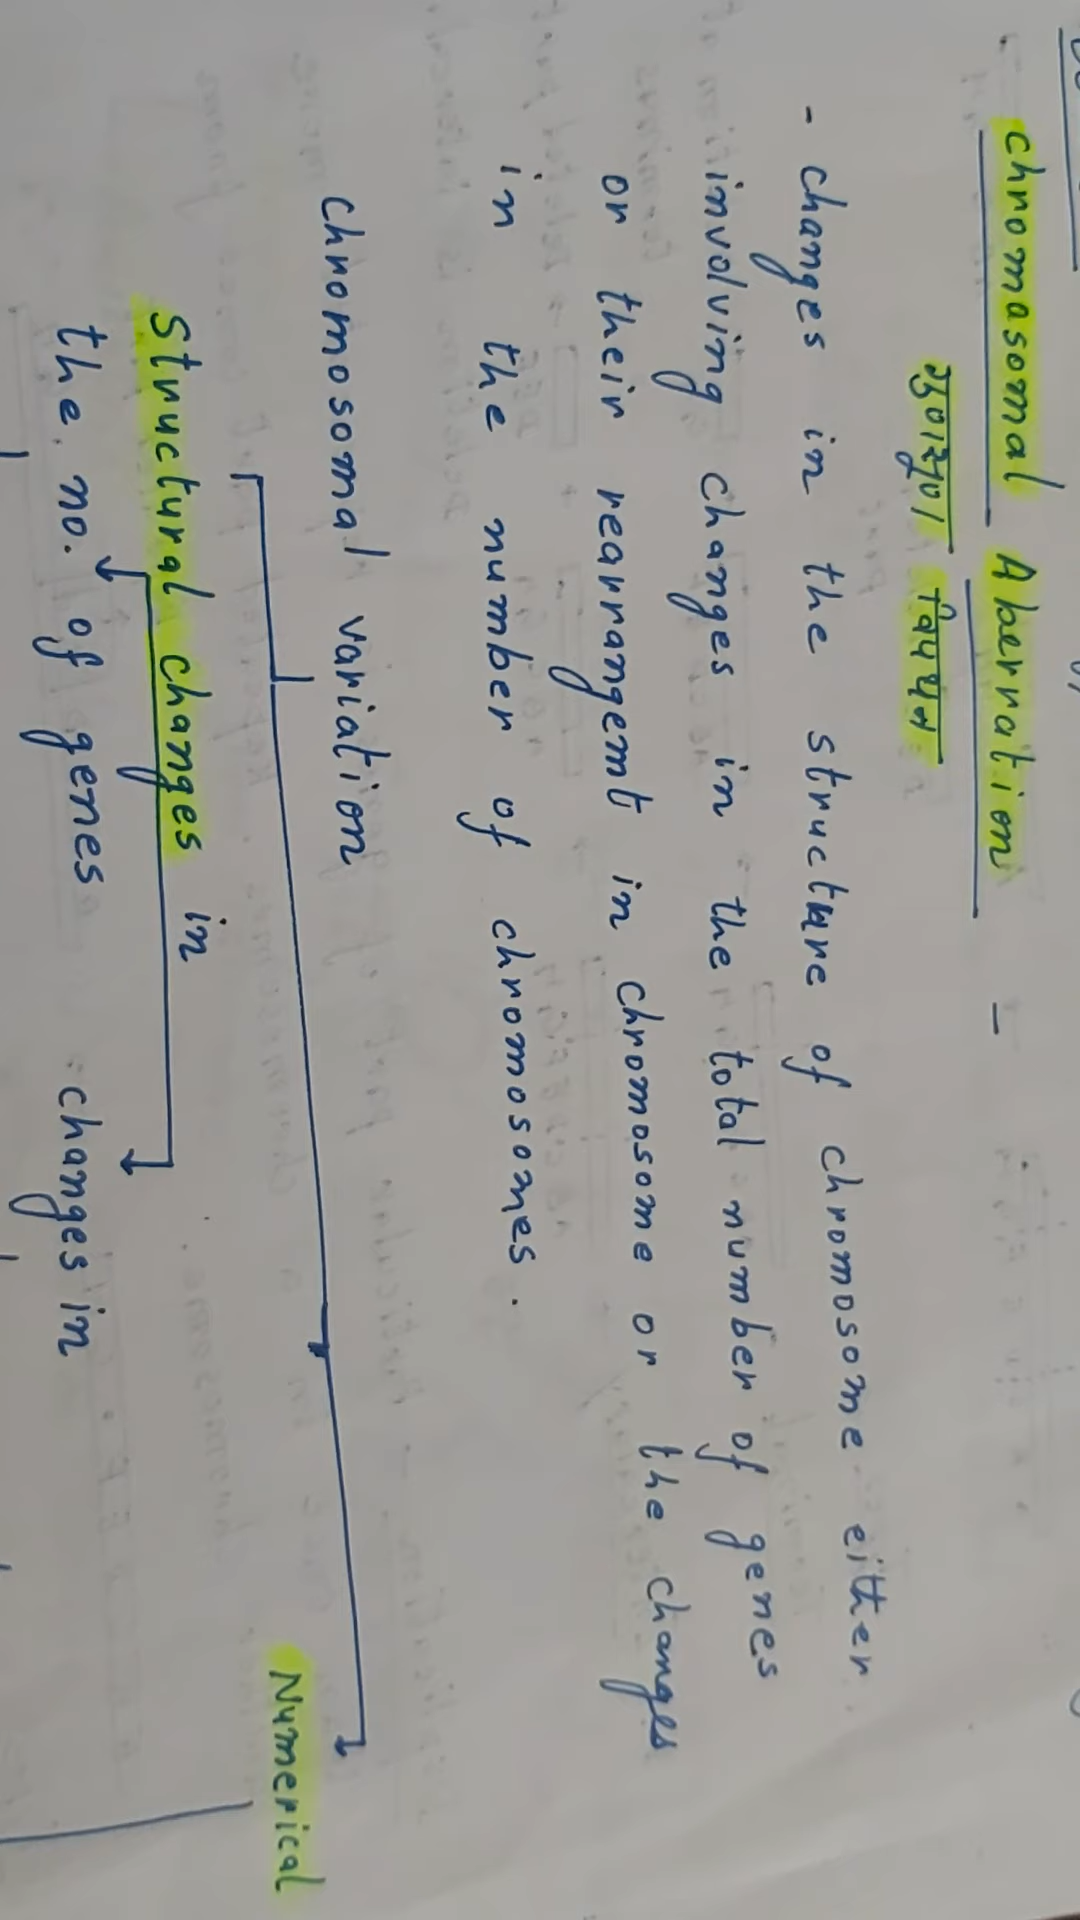 chromasomal Aberration -
गुणसूत्र विपथन
- changes in the structure of chromosome either
involving changes in the total number of genes
or their rearrangemt in chromosome or the changes
in the number of chromosomes.
Chromosomal variation
Numerical
Structural changes in
the no. of genes
changes in